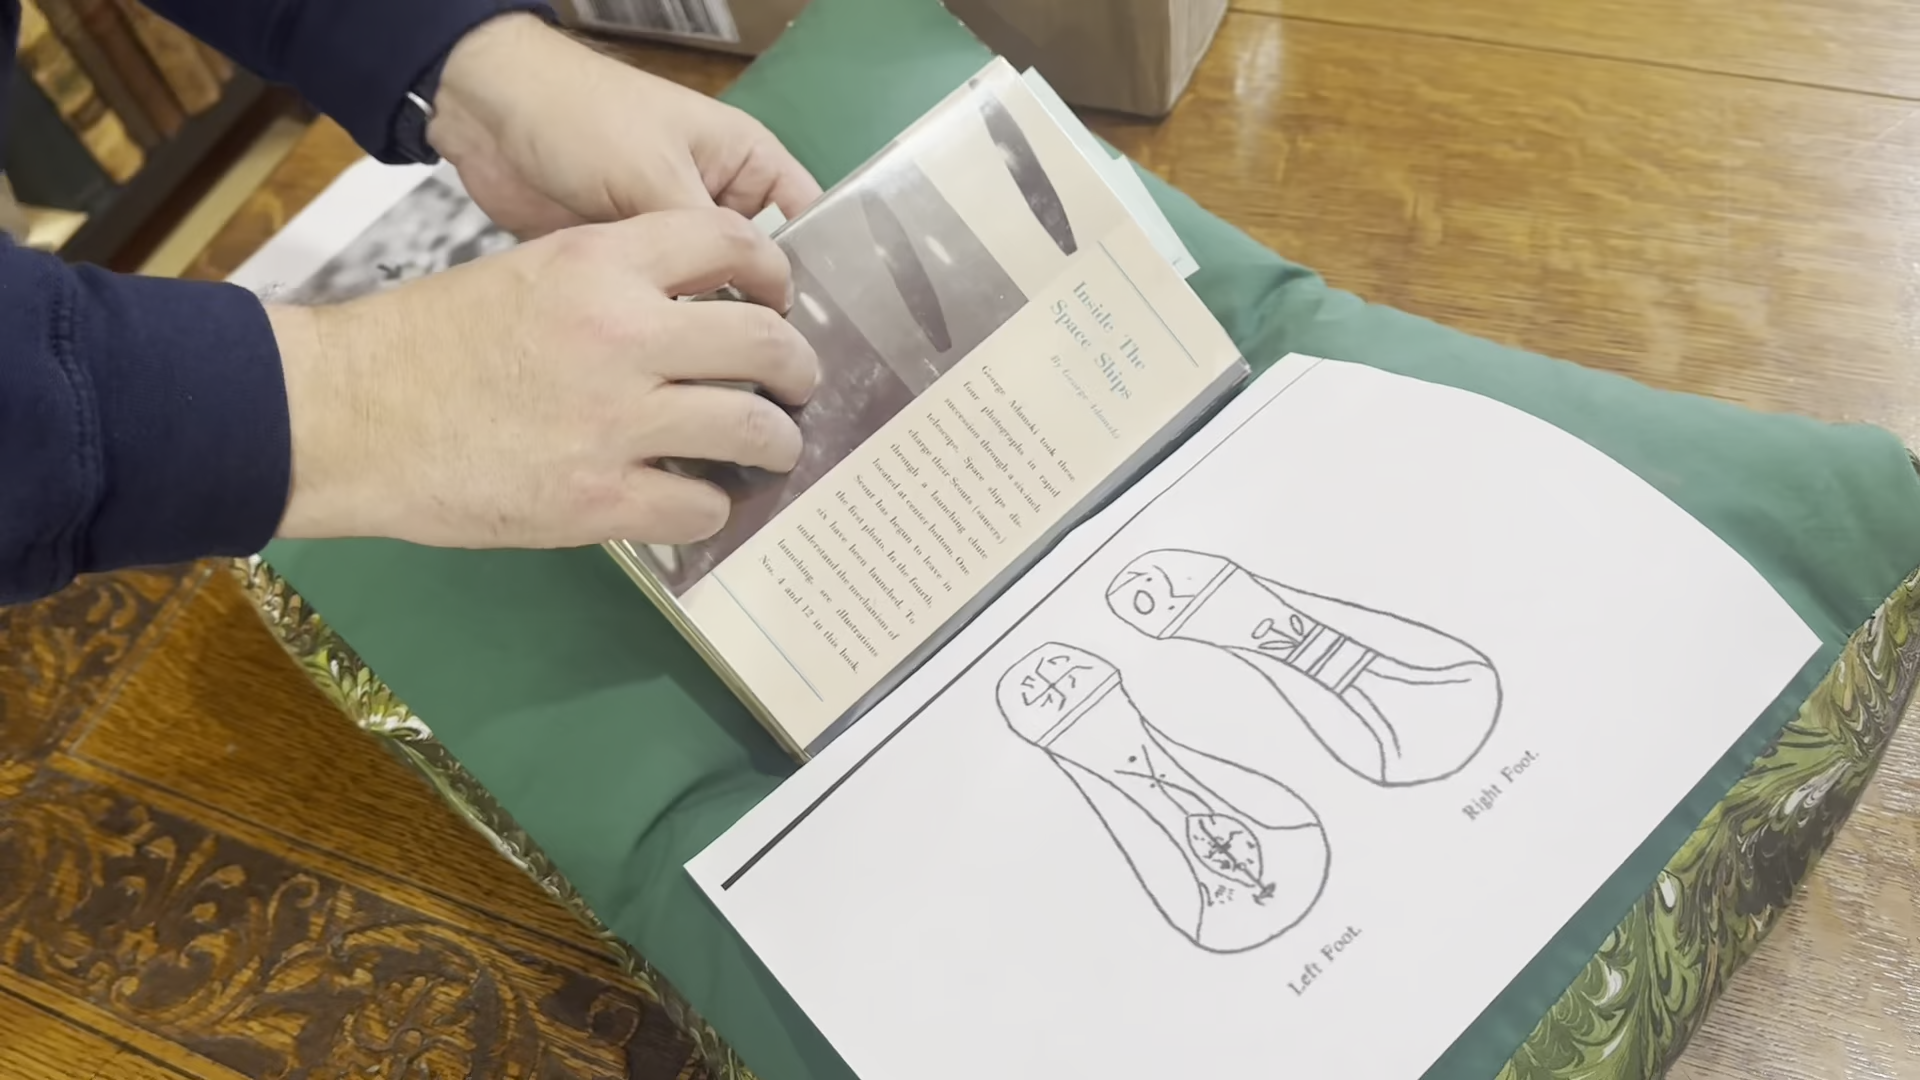 Inside The
Space Ships
By George Adamski
George Adamski took these
four photographs in rapid
succession through a six-inch
telescope. Space ships dis-
charge their Scouts (saucers)
through a launching chute
located at center bottom. One
Scout has begun to leave in
the first photo. In the fourth,
six have been launched. To
understand the mechanism of
launching, see illustrations
Nos. 4 and 12 in this book.
Right Foot.
Left Foot.